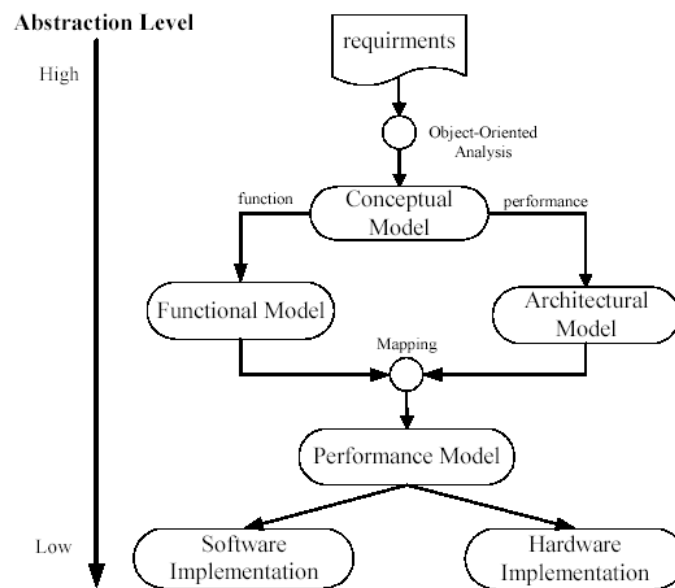 Abstraction Level
High
requirments
Object-Oriented
Analysis
function
Conceptual
Model
performance
Functional Model
Architectural
Model
Mapping
Performance Model
Low
Software
Implementation
Hardware
Implementation